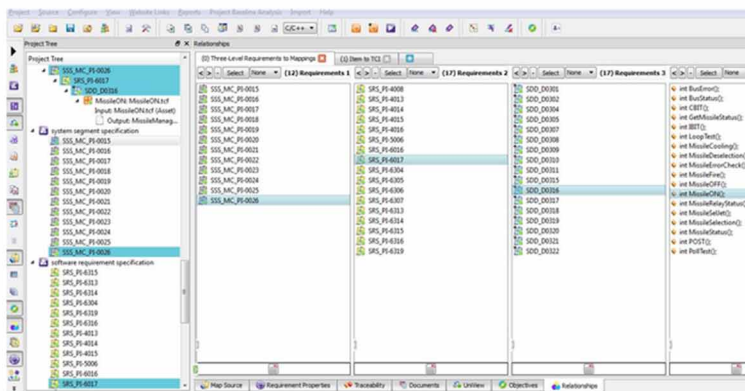 Project Source Configure View Website Links Reports Project Baseline Analysis Import Help
C/C++
Project Tree
Relationships
Project Tree
(0) Three-Level Requirements to Mappings
(1) Item to TCI
SSS_MC_PI-0026
SRS_PI-6017
SDD_D0316
MissileON: MissileON.tcf
Input: MissileON.tcf (Asset)
Output: MissileManag...
system segment specification
SSS_MC_PI-0015
SSS_MC_PI-0016
SSS_MC_PI-0017
SSS_MC_PI-0018
SSS_MC_PI-0019
SSS_MC_PI-0020
SSS_MC_PI-0021
SSS_MC_PI-0022
SSS_MC_PI-0023
SSS_MC_PI-0024
SSS_MC_PI-0025
SSS_MC_PI-0026
software requirement specification
SRS_PI-6315
SRS_PI-6313
SRS_PI-6314
SRS_PI-6304
SRS_PI-6319
SRS_PI-6316
SRS_PI-4013
SRS_PI-4014
SRS_PI-4015
SRS_PI-5006
SRS_PI-6016
SRS_PI-6017
< > - Select None (12) Requirements 1
SSS_MC_PI-0015
SSS_MC_PI-0016
SSS_MC_PI-0017
SSS_MC_PI-0018
SSS_MC_PI-0019
SSS_MC_PI-0020
SSS_MC_PI-0021
SSS_MC_PI-0022
SSS_MC_PI-0023
SSS_MC_PI-0024
SSS_MC_PI-0025
SSS_MC_PI-0026
< > - Select None (17) Requirements 2
SRS_PI-4008
SRS_PI-4013
SRS_PI-4014
SRS_PI-4015
SRS_PI-4016
SRS_PI-5006
SRS_PI-6016
SRS_PI-6017
SRS_PI-6304
SRS_PI-6305
SRS_PI-6306
SRS_PI-6307
SRS_PI-6313
SRS_PI-6314
SRS_PI-6315
SRS_PI-6316
SRS_PI-6319
< > - Select None (17) Requirements 3
SDD_D0301
SDD_D0302
SDD_D0304
SDD_D0305
SDD_D0307
SDD_D0308
SDD_D0309
SDD_D0310
SDD_D0311
SDD_D0315
SDD_D0316
SDD_D0317
SDD_D0318
SDD_D0319
SDD_D0320
SDD_D0321
SDD_D0322
< > - Select None
int BusError();
int BusStatus();
int CBIT();
int GetMissileStatus()
int IBIT();
int LoopTest();
int MissileCooling();
int MissileDeselection()
int MissileErrorCheck()
int MissileFire();
int MissileOFF();
int MissileON();
int MissileRelayStatus()
int MissileSelJet();
int MissileSelection();
int MissileStatus();
int POST();
int PollTest();
Map Source Requirement Properties Traceability Documents UniView Objectives Relationships